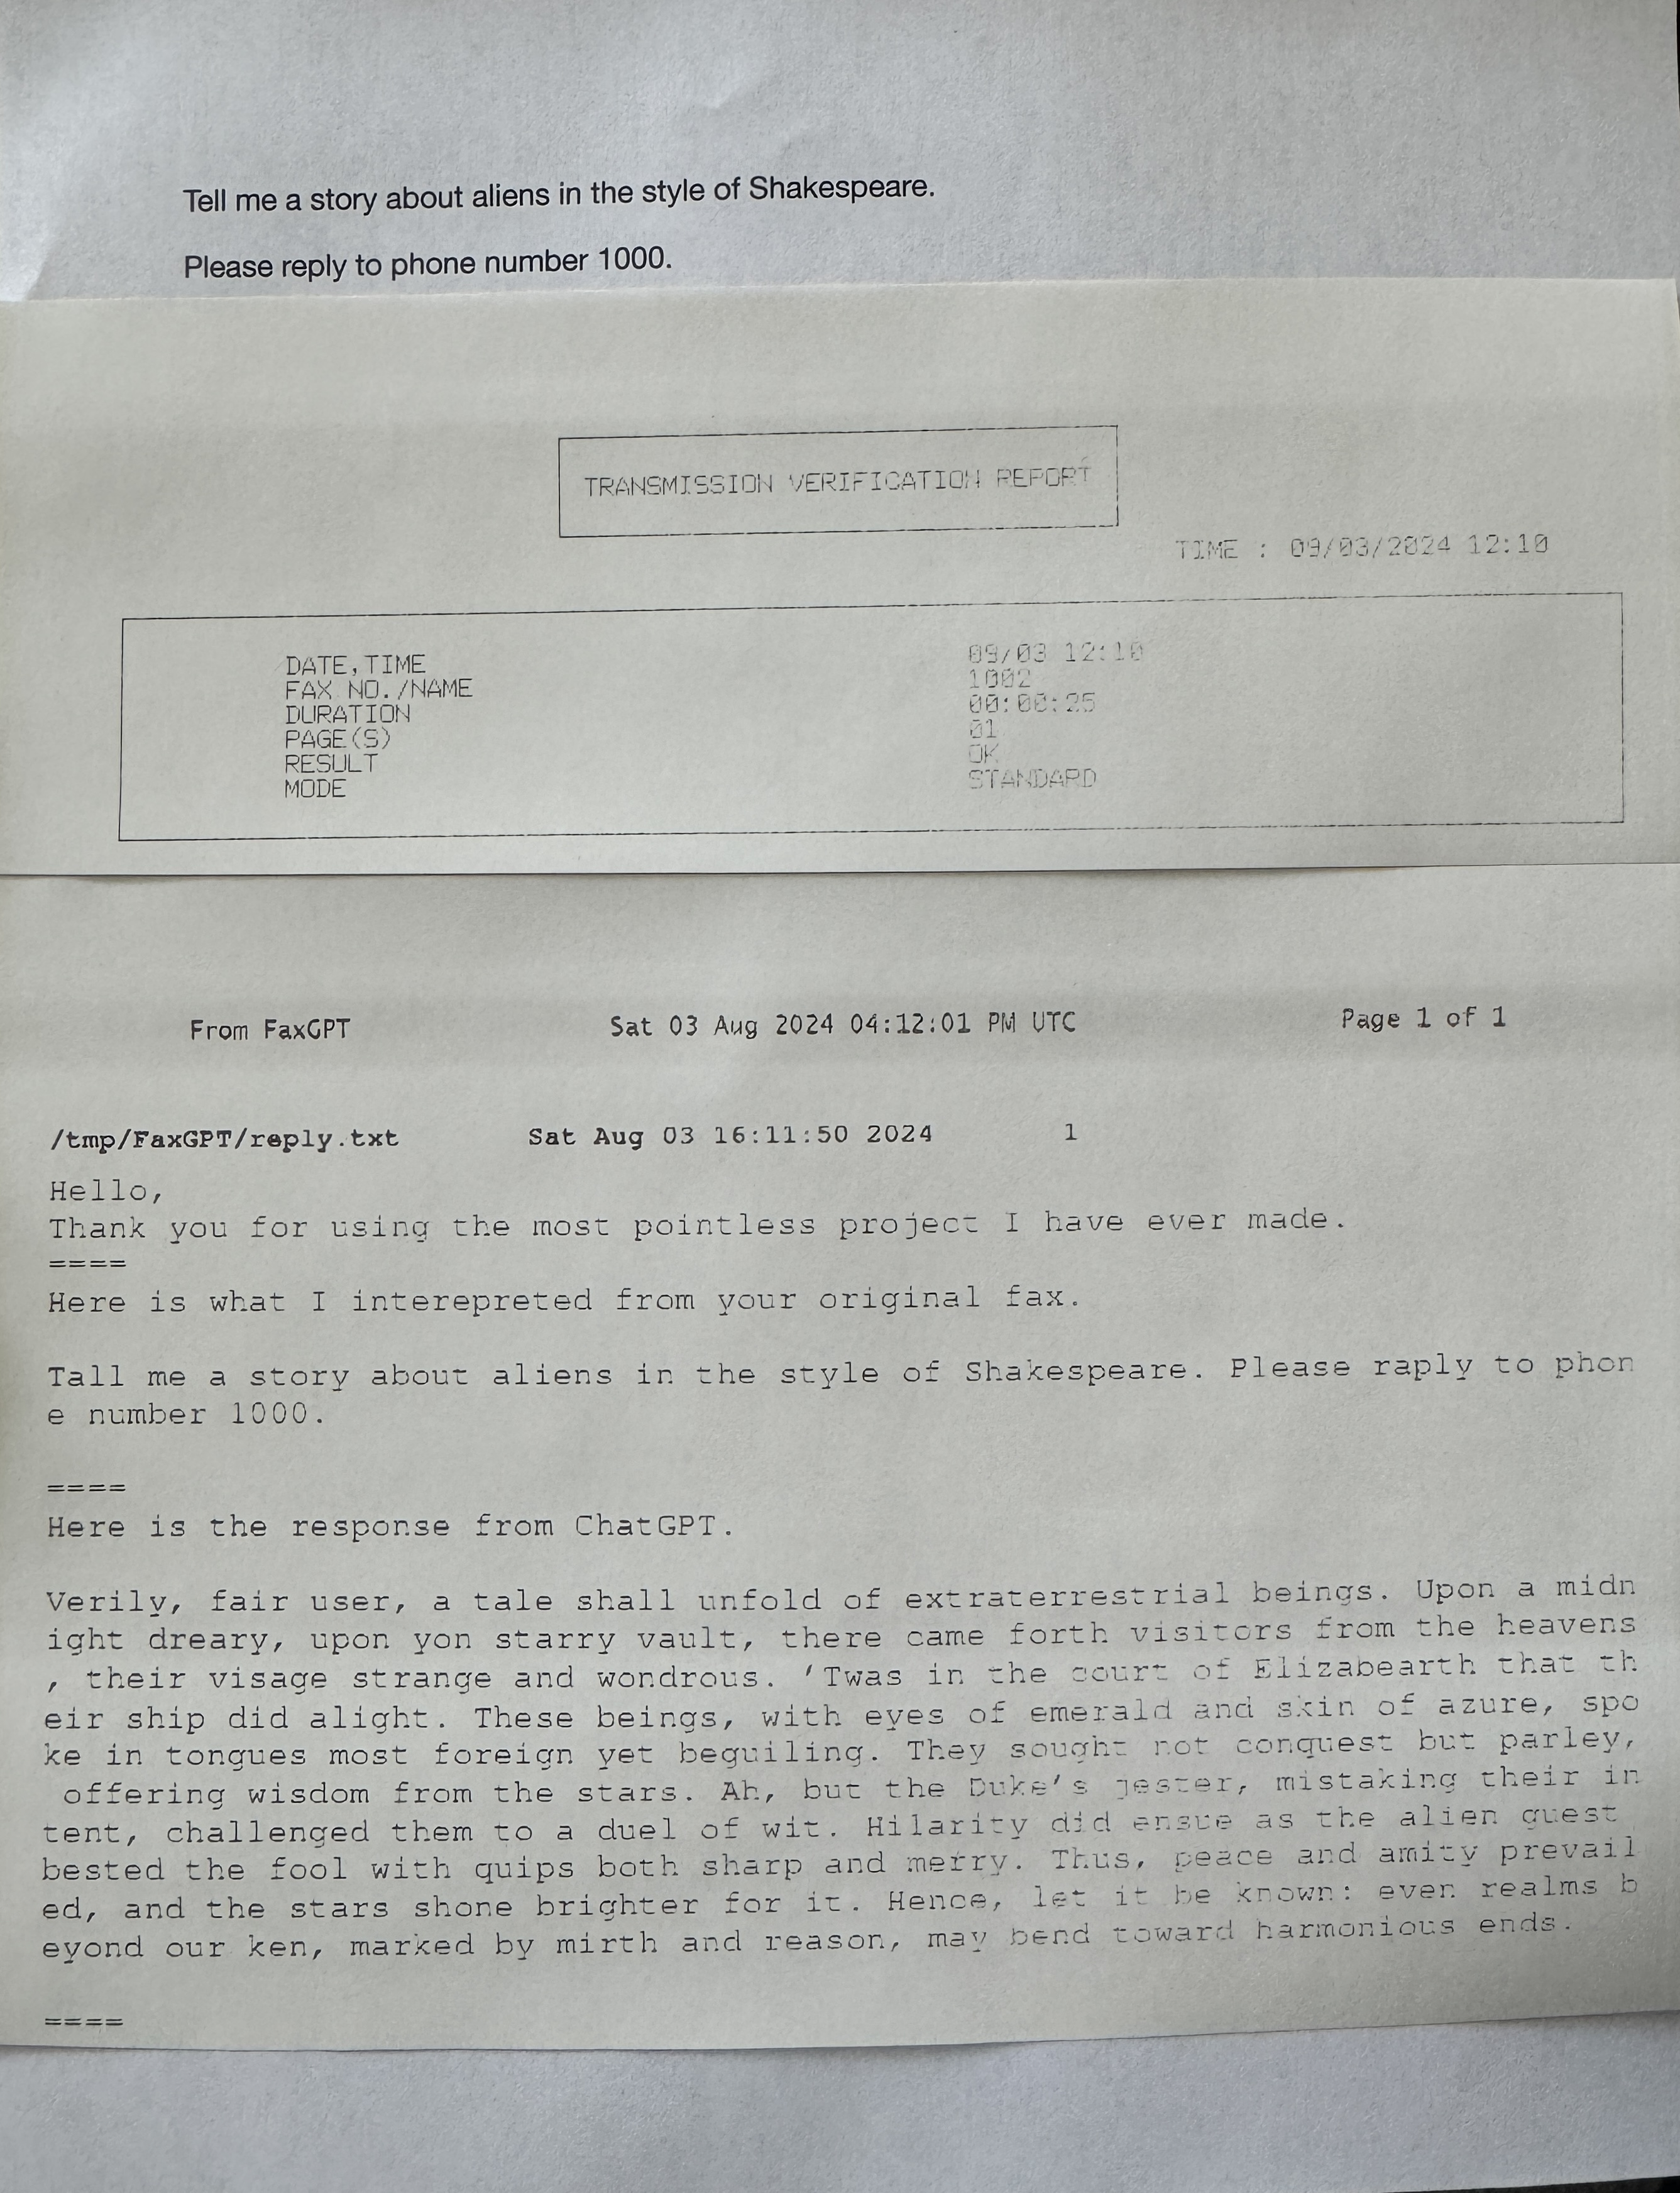 Tell me a story about aliens in the style of Shakespeare.
Please reply to phone number 1000.
TRANSMISSION VERIFICATION REPORT
TIME : 09/03/2024 12:10
DATE,TIME 09/03 12:10
FAX NO./NAME 1002
DURATION 00:00:25
PAGE(S) 01
RESULT OK
MODE STANDARD
From FaxGPT Sat 03 Aug 2024 04:12:01 PM UTC Page 1 of 1
/tmp/FaxGPT/reply.txt Sat Aug 03 16:11:50 2024 1
Hello,
Thank you for using the most pointless project I have ever made.
====
Here is what I interepreted from your original fax.
Tall me a story about aliens in the style of Shakespeare. Please raply to phon
e number 1000.
====
Here is the response from ChatGPT.
Verily, fair user, a tale shall unfold of extraterrestrial beings. Upon a midn
ight dreary, upon yon starry vault, there came forth visitors from the heavens
, their visage strange and wondrous. 'Twas in the court of Elizabearth that th
eir ship did alight. These beings, with eyes of emerald and skin of azure, spo
ke in tongues most foreign yet beguiling. They sought not conquest but parley,
offering wisdom from the stars. Ah, but the Duke's jester, mistaking their in
tent, challenged them to a duel of wit. Hilarity did ensue as the alien guest
bested the fool with quips both sharp and merry. Thus, peace and amity prevail
ed, and the stars shone brighter for it. Hence, let it be known: even realms b
eyond our ken, marked by mirth and reason, may bend toward harmonious ends.
====